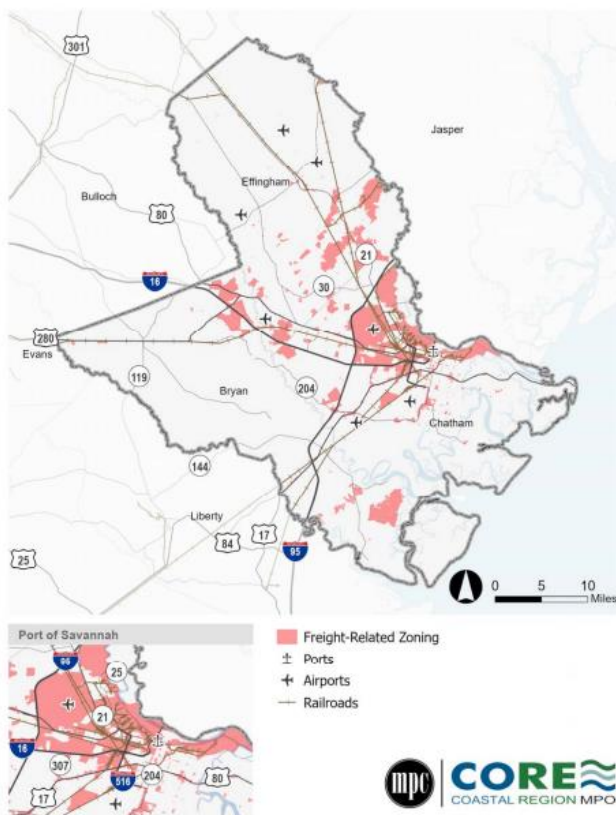 301
Jasper
Bulloch
Effingham
80
21
16
30
280
Evans
119
204
Bryan
Chatham
144
Liberty
17
84
25
95
0 5 10
Miles
Port of Savannah
96
25
21
16
307
204
516
80
17
Freight-Related Zoning
Ports
Airports
Railroads
mpc
CORE
COASTAL REGION MPO